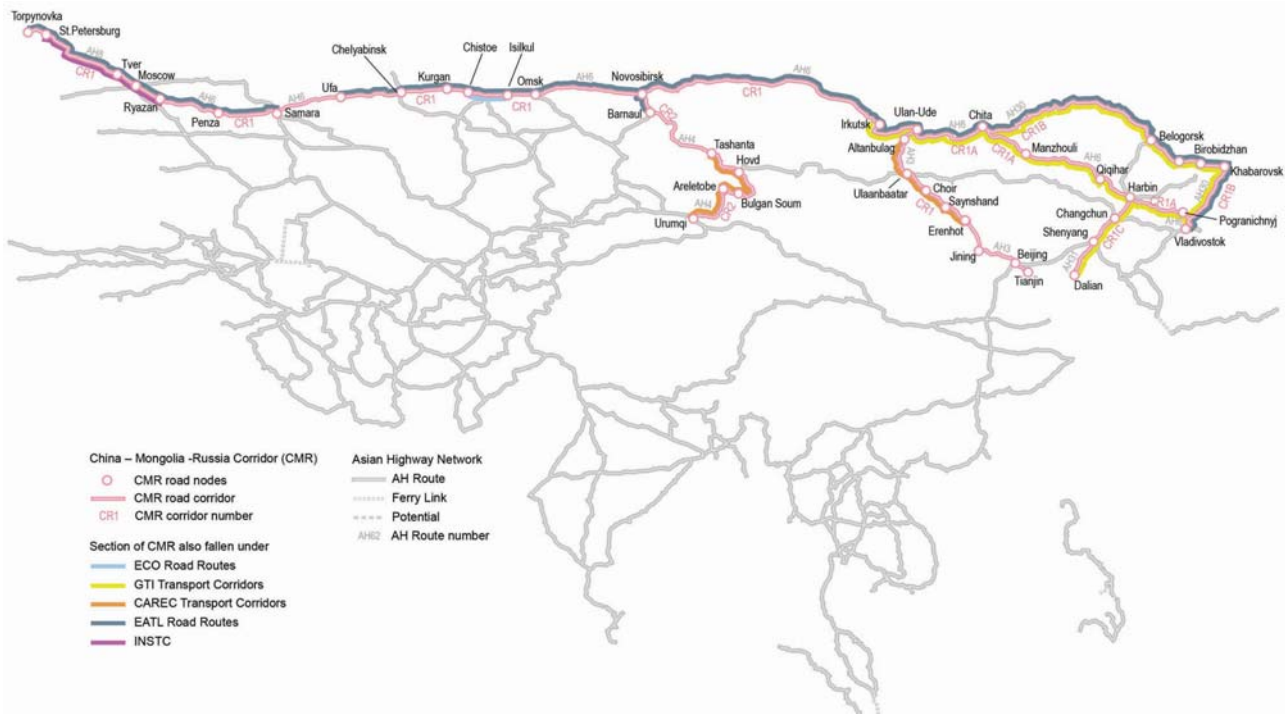 Torpynovka
St.Petersburg
AH8
CR1
Tver
Moscow
Ryazan
AH6
Penza
CR1
AH6
Samara
Ufa
Chelyabinsk
Kurgan
CR1
Chistoe
Isilkul
CR1
Omsk
AH6
Novosibirsk
Barnaul
CR2
AH4
Tashanta
Hovd
Areletobe
AH4
CR2
Bulgan Soum
Urumqi
CR1
AH6
Irkutsk
Ulan-Ude
Altanbulag
AH3
Ulaanbaatar
Choir
CR1
Saynshand
Erenhot
Jining
AH3
Beijing
Tianjin
AH6
CR1A
Chita
AH30
CR1B
CR1A
Manzhouli
AH6
Qiqihar
Harbin
CR1A
Changchun
Shenyang
CR1C
AH31
Dalian
Belogorsk
Birobidzhan
Khabarovsk
AH30
CR1B
Pogranichnyj
Vladivostok
China – Mongolia -Russia Corridor (CMR)
CMR road nodes
CMR road corridor
CR1 CMR corridor number
Section of CMR also fallen under
ECO Road Routes
GTI Transport Corridors
CAREC Transport Corridors
EATL Road Routes
INSTC
Asian Highway Network
AH Route
Ferry Link
Potential
AH62 AH Route number